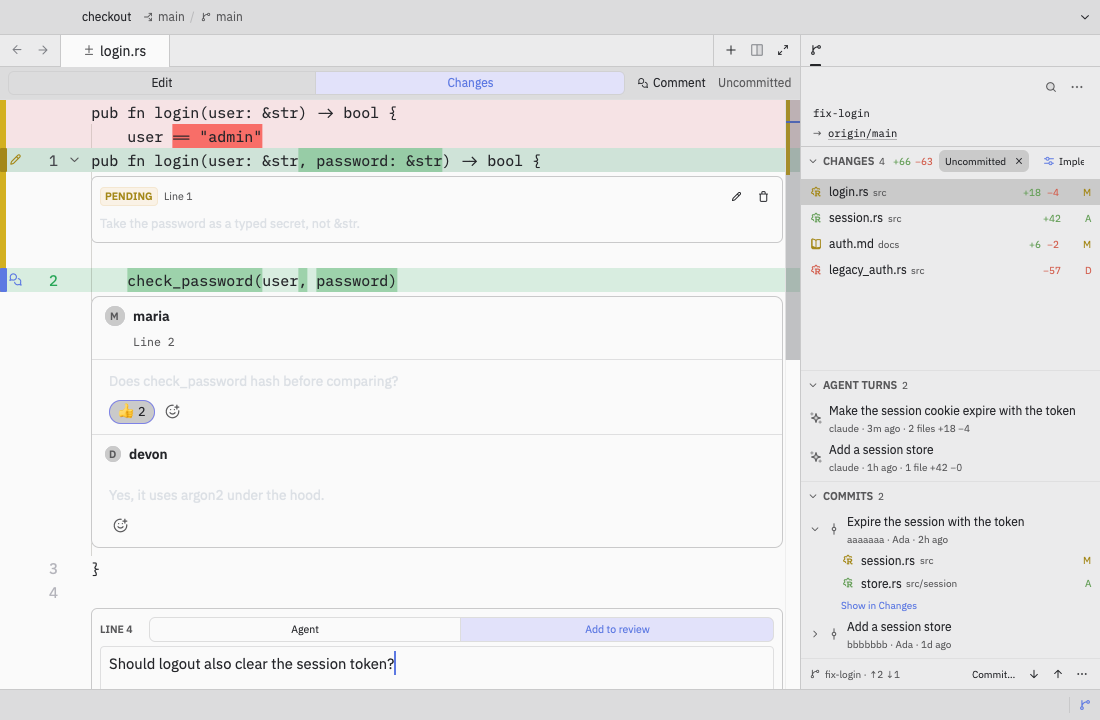 checkout main / main
login.rs
Edit Changes Comment Uncommitted
pub fn login(user: &str) -> bool {
user == "admin"
1 pub fn login(user: &str, password: &str) -> bool {
PENDING Line 1
Take the password as a typed secret, not &str.
2 check_password(user, password)
M maria
Line 2
Does check_password hash before comparing?
👍 2
D devon
Yes, it uses argon2 under the hood.
3 }
4
LINE 4 Agent Add to review
Should logout also clear the session token?
fix-login
→ origin/main
CHANGES 4 +66 −63 Uncommitted × Imple
login.rs src +18 −4 M
session.rs src +42 A
auth.md docs +6 −2 M
legacy_auth.rs src −57 D
AGENT TURNS 2
Make the session cookie expire with the token
claude · 3m ago · 2 files +18 −4
Add a session store
claude · 1h ago · 1 file +42 −0
COMMITS 2
Expire the session with the token
aaaaaaa · Ada · 2h ago
session.rs src M
store.rs src/session A
Show in Changes
Add a session store
bbbbbbb · Ada · 1d ago
fix-login · ↑2 ↓1 Commit... ↓ ↑ ···